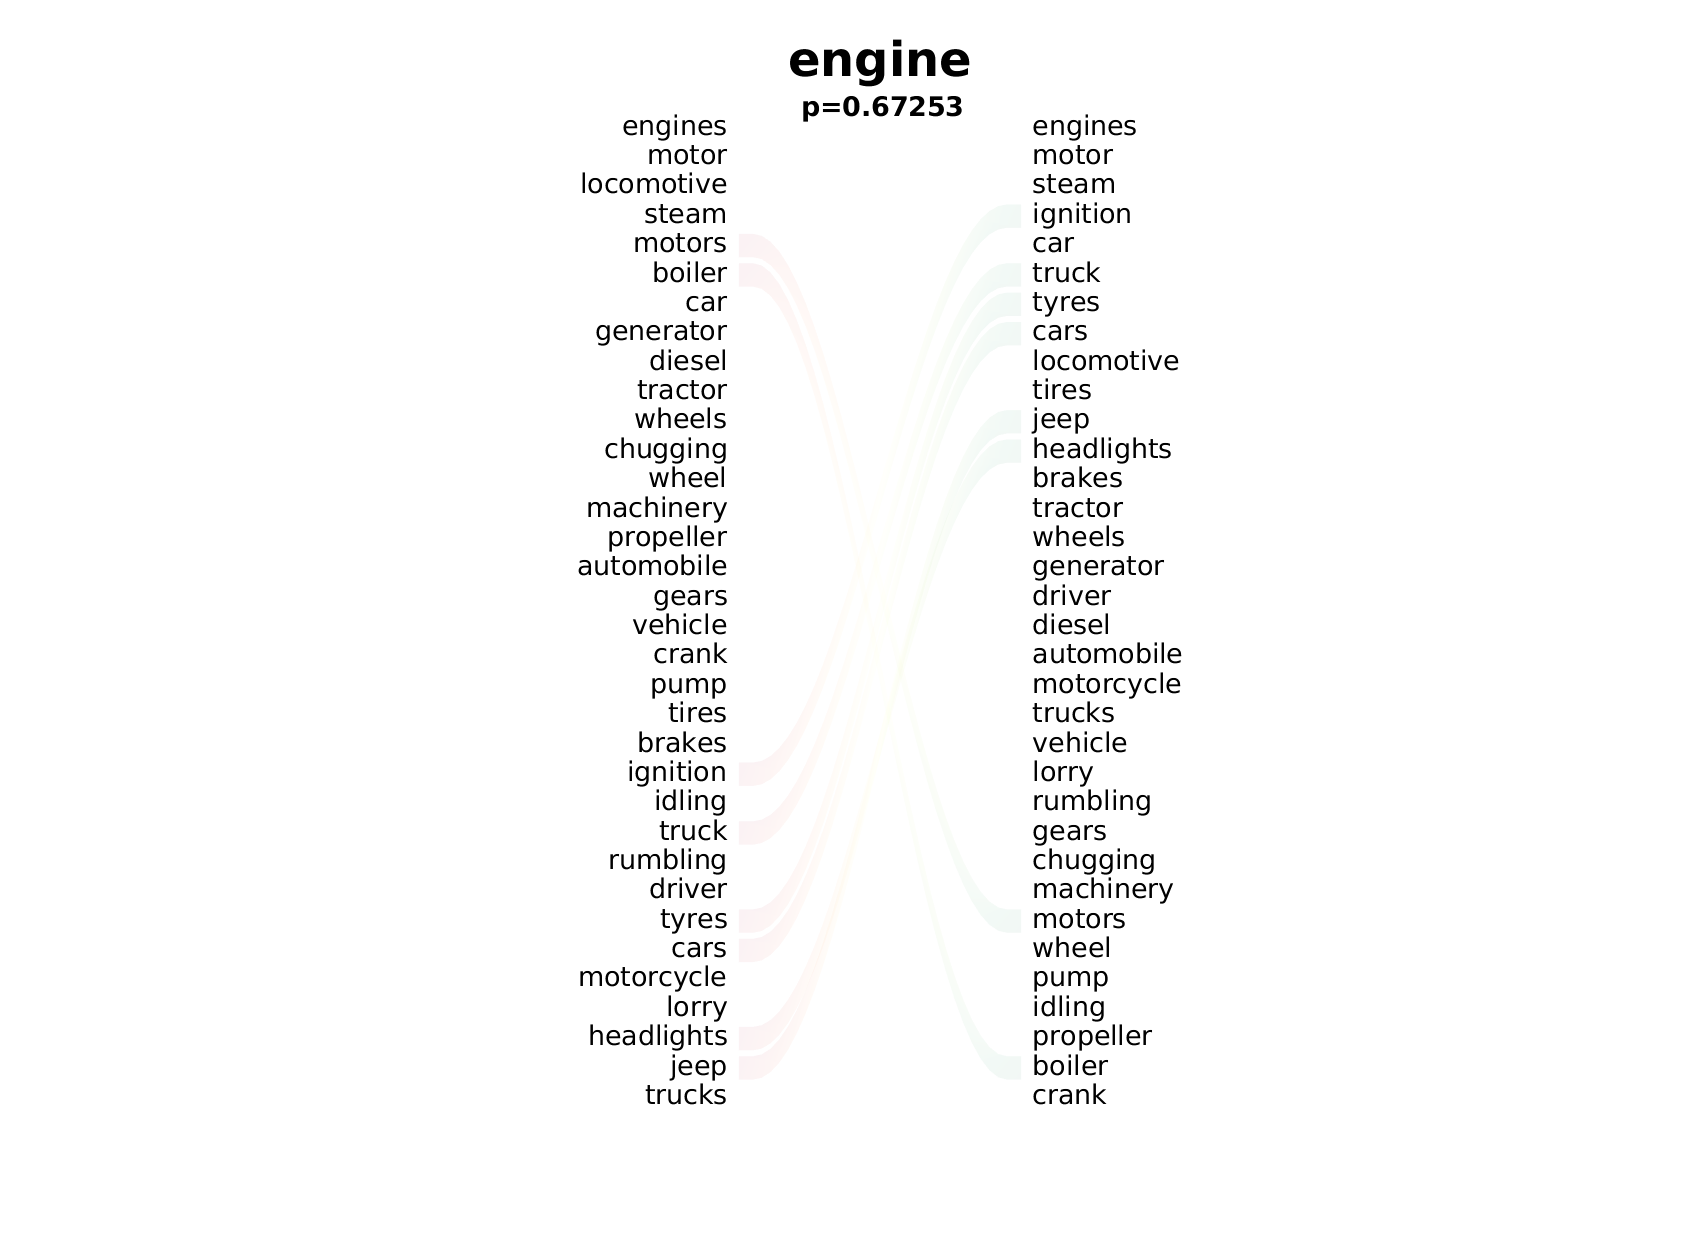 engine
p=0.67253
engines engines
motor motor
locomotive steam
steam ignition
motors car
boiler truck
car tyres
generator cars
diesel locomotive
tractor tires
wheels jeep
chugging headlights
wheel brakes
machinery tractor
propeller wheels
automobile generator
gears driver
vehicle diesel
crank automobile
pump motorcycle
tires trucks
brakes vehicle
ignition lorry
idling rumbling
truck gears
rumbling chugging
driver machinery
tyres motors
cars wheel
motorcycle pump
lorry idling
headlights propeller
jeep boiler
trucks crank